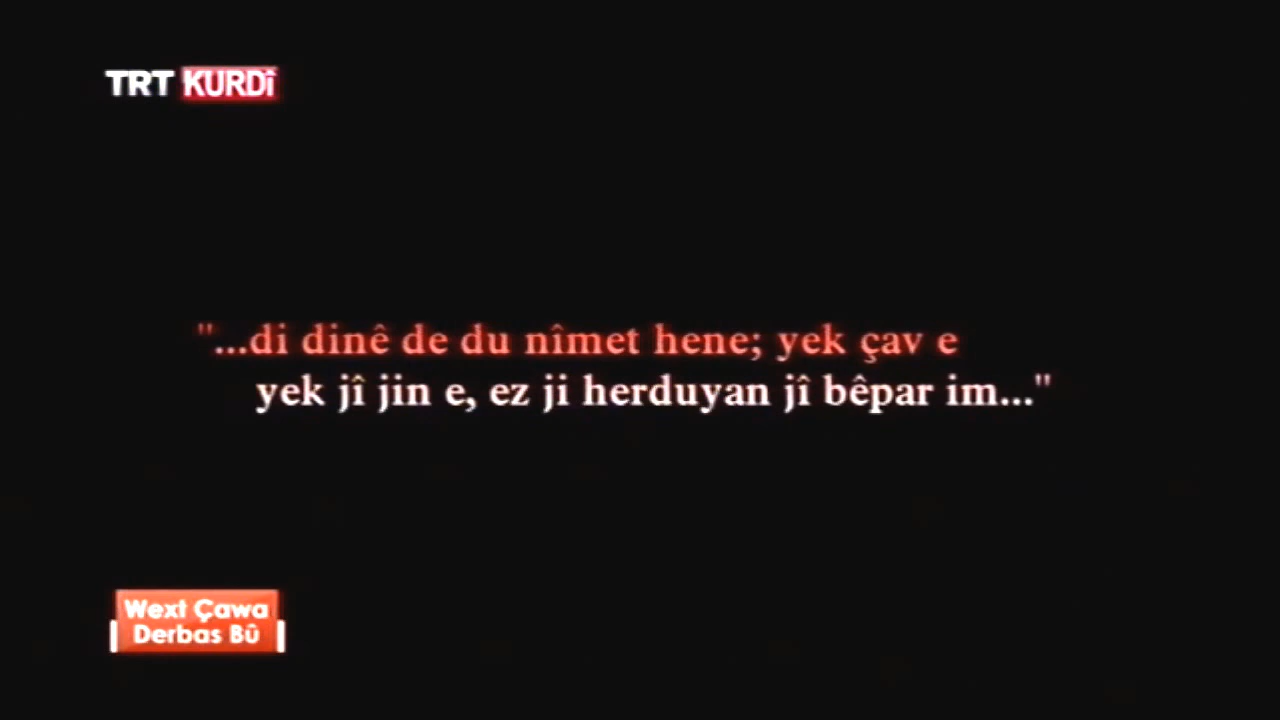 TRT KURDî
"...di dinê de du nîmet hene; yek çav e
yek jî jin e, ez ji herduyan jî bêpar im..."
Wext Çawa
Derbas Bû